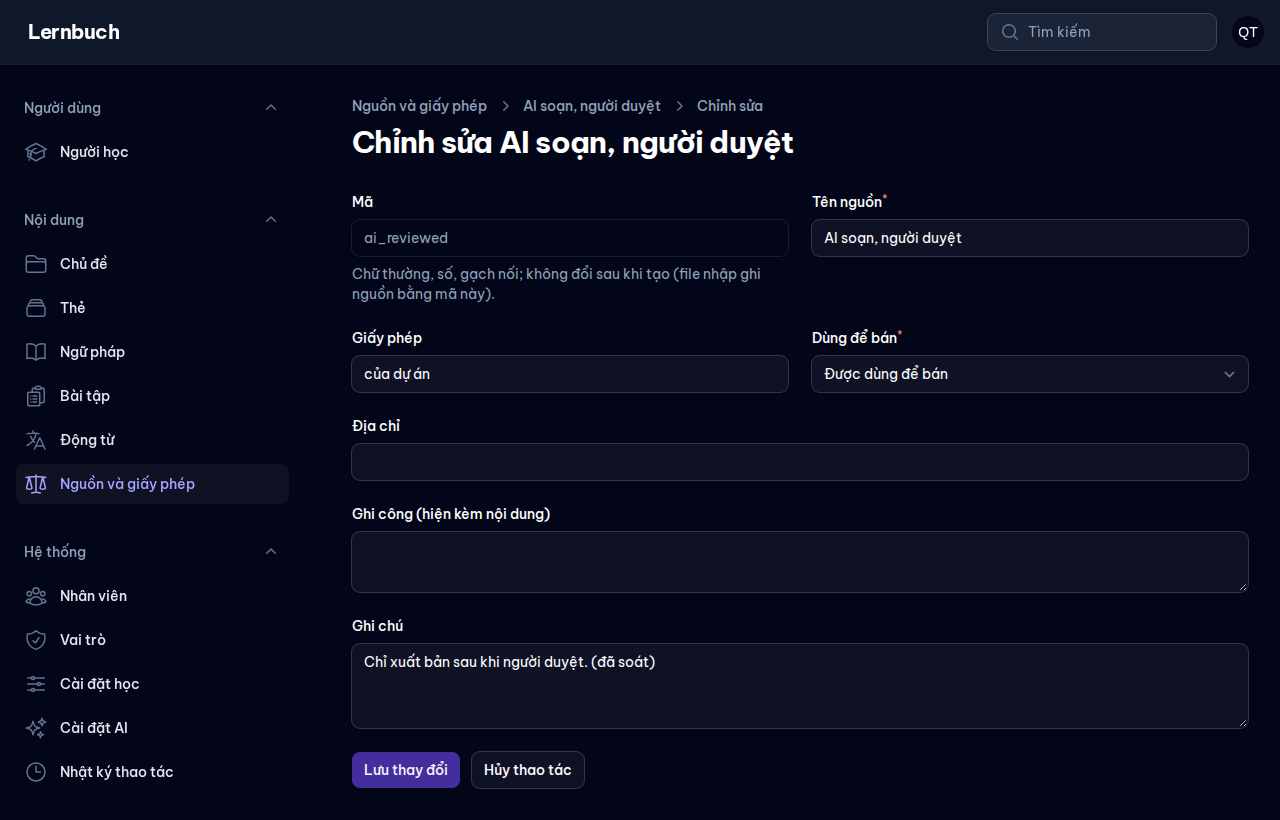 Lernbuch
Tìm kiếm
QT
Người dùng
Người học
Nội dung
Chủ đề
Thẻ
Ngữ pháp
Bài tập
Động từ
Nguồn và giấy phép
Hệ thống
Nhân viên
Vai trò
Cài đặt học
Cài đặt AI
Nhật ký thao tác
Nguồn và giấy phép > AI soạn, người duyệt > Chỉnh sửa
Chỉnh sửa AI soạn, người duyệt
Mã
ai_reviewed
Chữ thường, số, gạch nối; không đổi sau khi tạo (file nhập ghi
nguồn bằng mã này).
Tên nguồn*
AI soạn, người duyệt
Giấy phép
của dự án
Dùng để bán*
Được dùng để bán
Địa chỉ
Ghi công (hiện kèm nội dung)
Ghi chú
Chỉ xuất bản sau khi người duyệt. (đã soát)
Lưu thay đổi
Hủy thao tác